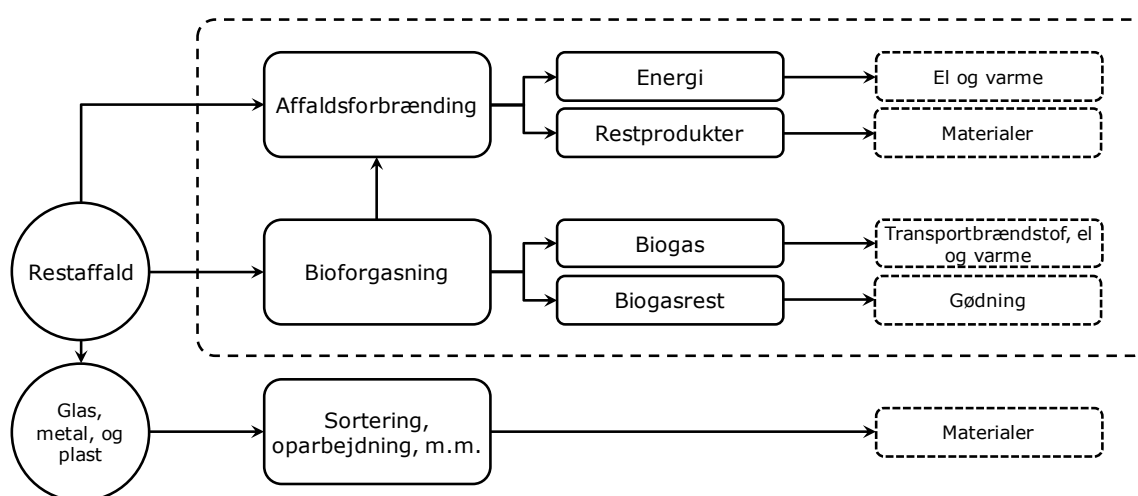 Affaldsforbrænding
Energi
El og varme
Restprodukter
Materialer
Restaffald
Bioforgasning
Biogas
Transportbrændstof, el
og varme
Biogasrest
Gødning
Glas,
metal, og
plast
Sortering,
oparbejdning, m.m.
Materialer